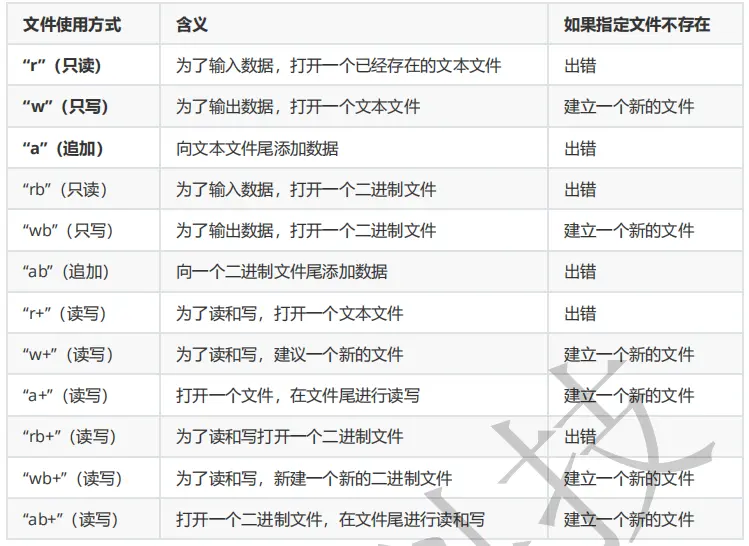 文件使用方式 含义 如果指定文件不存在
“r”（只读） 为了输入数据，打开一个已经存在的文本文件 出错
“w”（只写） 为了输出数据，打开一个文本文件 建立一个新的文件
“a”（追加） 向文本文件尾添加数据 出错
“rb”（只读） 为了输入数据，打开一个二进制文件 出错
“wb”（只写） 为了输出数据，打开一个二进制文件 建立一个新的文件
“ab”（追加） 向一个二进制文件尾添加数据 出错
“r+”（读写） 为了读和写，打开一个文本文件 出错
“w+”（读写） 为了读和写，建议一个新的文件 建立一个新的文件
“a+”（读写） 打开一个文件，在文件尾进行读写 建立一个新的文件
“rb+”（读写） 为了读和写打开一个二进制文件 出错
“wb+”（读写） 为了读和写，新建一个新的二进制文件 建立一个新的文件
“ab+”（读写） 打开一个二进制文件，在文件尾进行读和写 建立一个新的文件